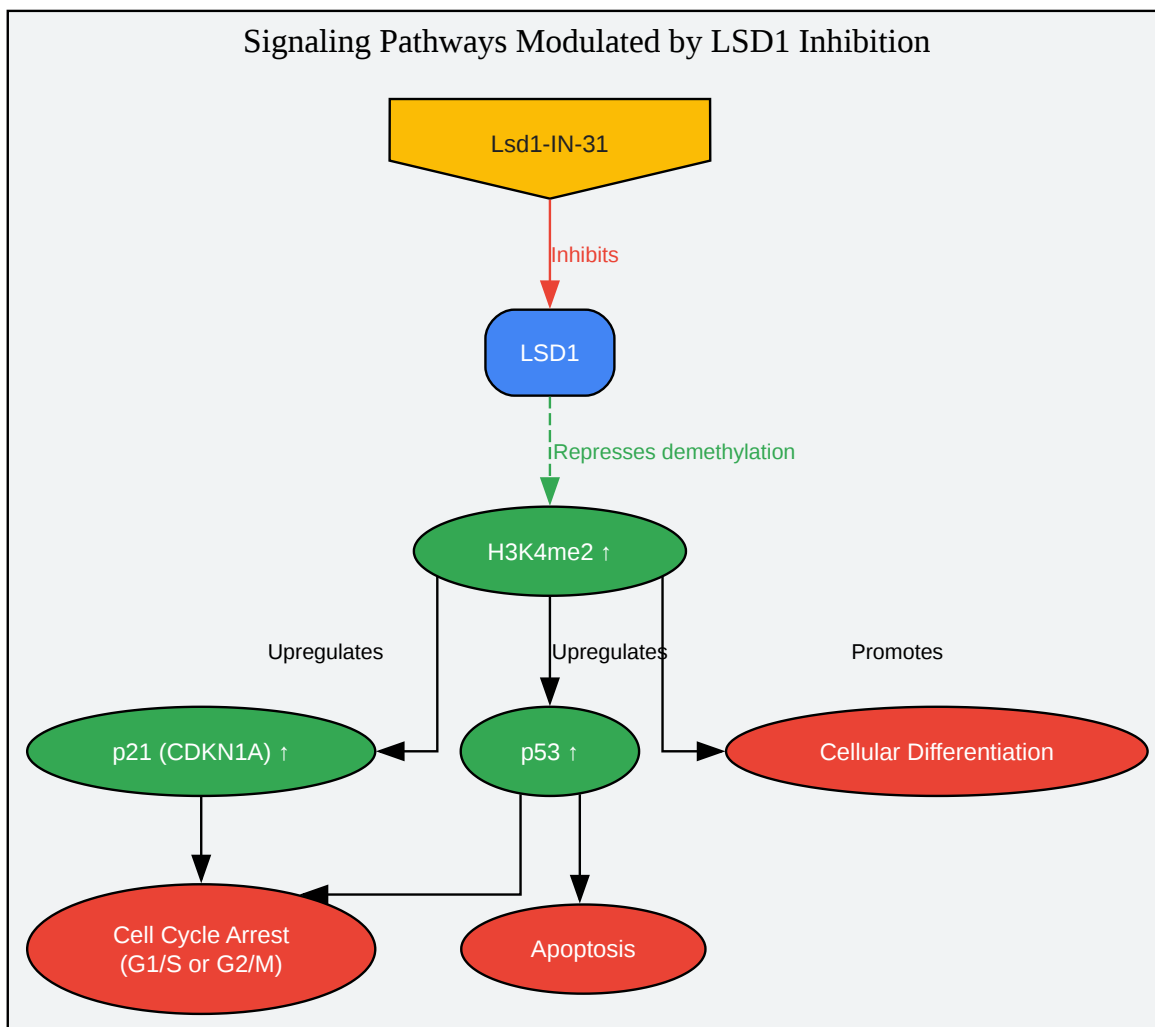 Signaling Pathways Modulated by LSD1 Inhibition
Lsd1-IN-31
Inhibits
LSD1
Represses demethylation
H3K4me2 ↑
Upregulates
Upregulates
Promotes
p21 (CDKN1A) ↑
p53 ↑
Cellular Differentiation
Cell Cycle Arrest
(G1/S or G2/M)
Apoptosis